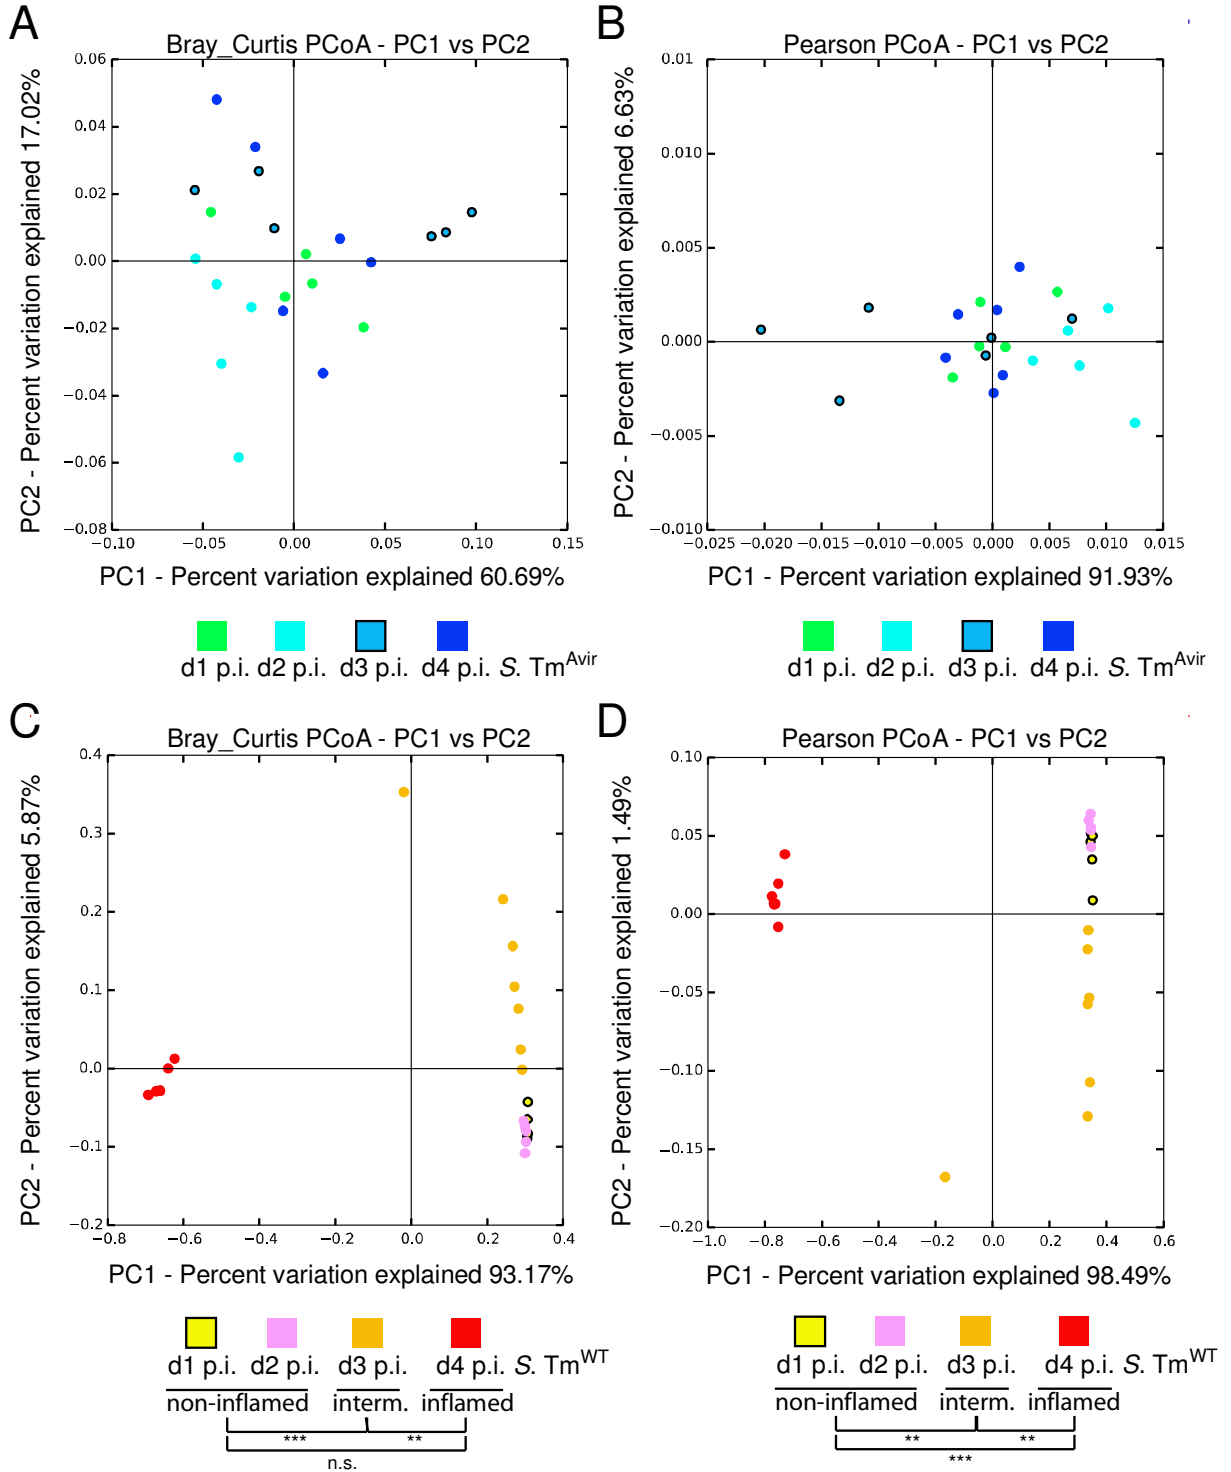 A
Bray_Curtis PCoA - PC1 vs PC2
PC2 - Percent variation explained 17.02%
0.06
0.04
0.02
0.00
−0.02
−0.04
−0.06
−0.08
−0.10
−0.05
0.00
0.05
0.10
0.15
PC1 - Percent variation explained 60.69%
d1 p.i. d2 p.i. d3 p.i. d4 p.i. S. Tm^Avir
B
Pearson PCoA - PC1 vs PC2
PC2 - Percent variation explained 6.63%
0.01
0.010
0.005
0.000
−0.005
−0.010
−0.025
−0.020
−0.015
−0.010
−0.005
0.000
0.005
0.010
0.015
PC1 - Percent variation explained 91.93%
d1 p.i. d2 p.i. d3 p.i. d4 p.i. S. Tm^Avir
C
Bray_Curtis PCoA - PC1 vs PC2
PC2 - Percent variation explained 5.87%
0.4
0.3
0.2
0.1
0.0
−0.1
−0.2
−0.8
−0.6
−0.4
−0.2
0.0
0.2
0.4
PC1 - Percent variation explained 93.17%
d1 p.i. d2 p.i. d3 p.i. d4 p.i. S. Tm^WT
non-inflamed interm. inflamed
*** **
n.s.
D
Pearson PCoA - PC1 vs PC2
PC2 - Percent variation explained 1.49%
0.10
0.05
0.00
−0.05
−0.10
−0.15
−0.20
−1.0
−0.8
−0.6
−0.4
−0.2
0.0
0.2
0.4
0.6
PC1 - Percent variation explained 98.49%
d1 p.i. d2 p.i. d3 p.i. d4 p.i. S. Tm^WT
non-inflamed interm. inflamed
** **
***